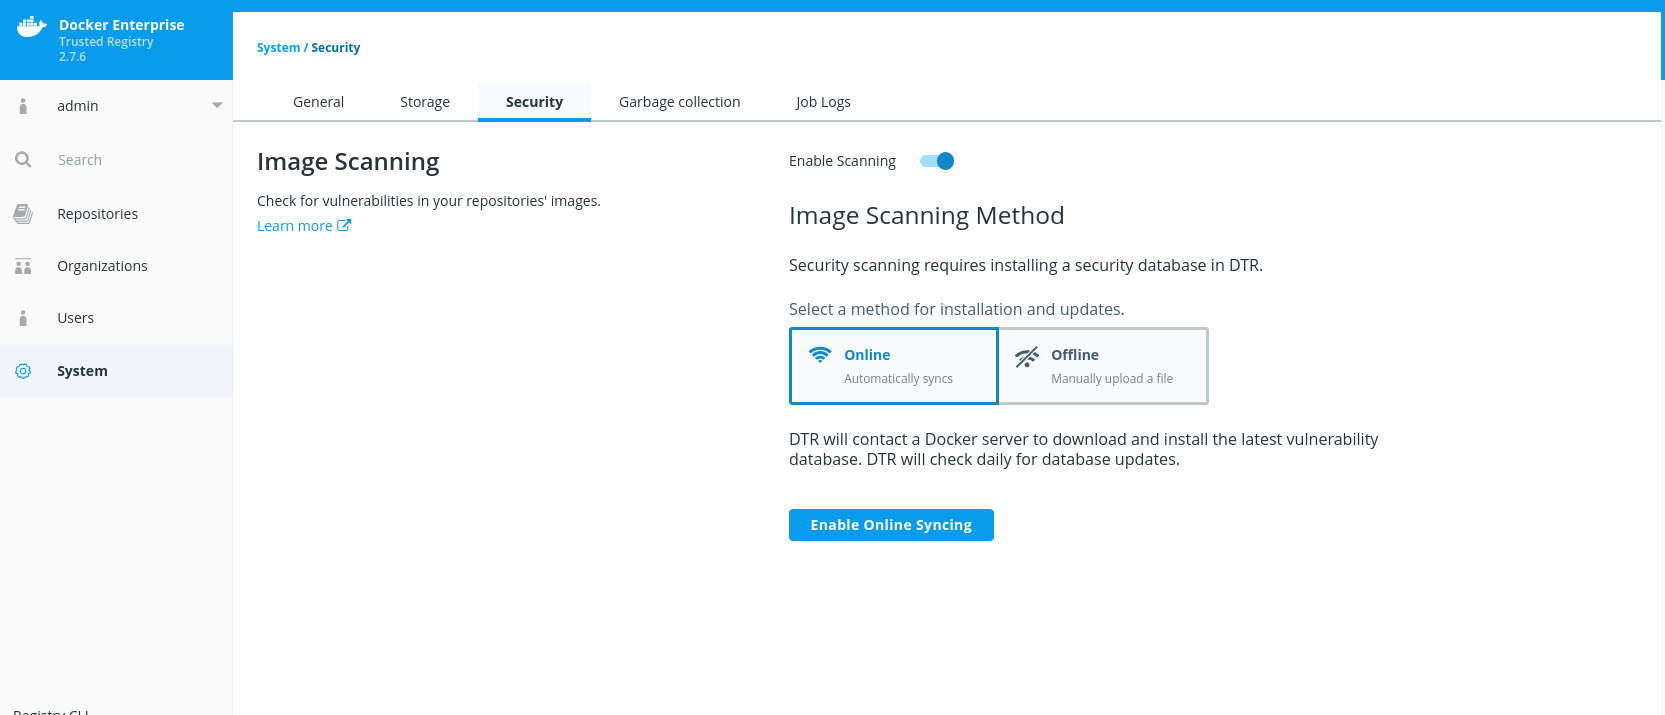 Docker Enterprise
Trusted Registry
2.7.6
admin
Search
Repositories
Organizations
Users
System
System / Security
General
Storage
Security
Garbage collection
Job Logs
Image Scanning
Check for vulnerabilities in your repositories' images.
Learn more
Enable Scanning
Image Scanning Method
Security scanning requires installing a security database in DTR.
Select a method for installation and updates.
Online
Automatically syncs
Offline
Manually upload a file
DTR will contact a Docker server to download and install the latest vulnerability
database. DTR will check daily for database updates.
Enable Online Syncing